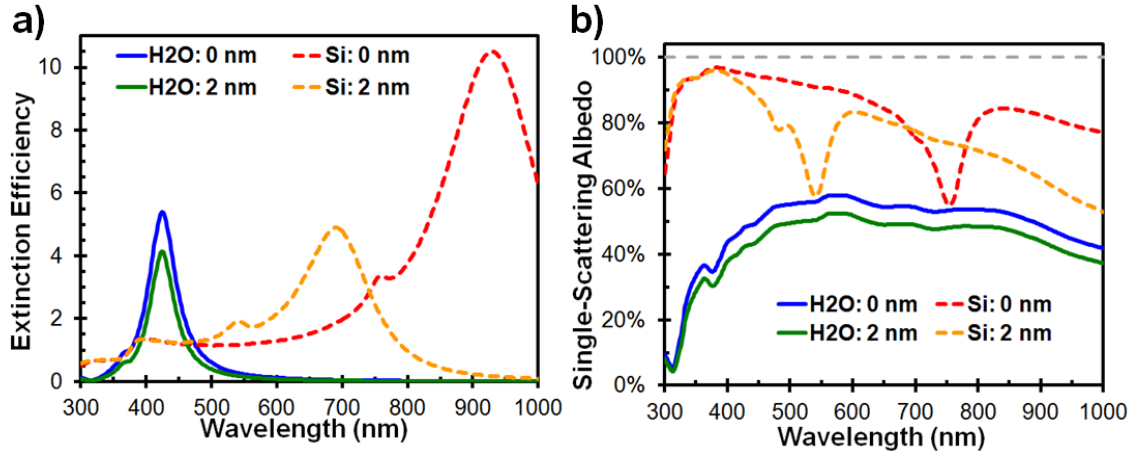 a)
Extinction Efficiency
10
8
6
4
2
0
H2O: 0 nm
Si: 0 nm
H2O: 2 nm
Si: 2 nm
300 400 500 600 700 800 900 1000
Wavelength (nm)
b)
Single-Scattering Albedo
100%
80%
60%
40%
20%
0%
H2O: 0 nm
Si: 0 nm
H2O: 2 nm
Si: 2 nm
300 400 500 600 700 800 900 1000
Wavelength (nm)